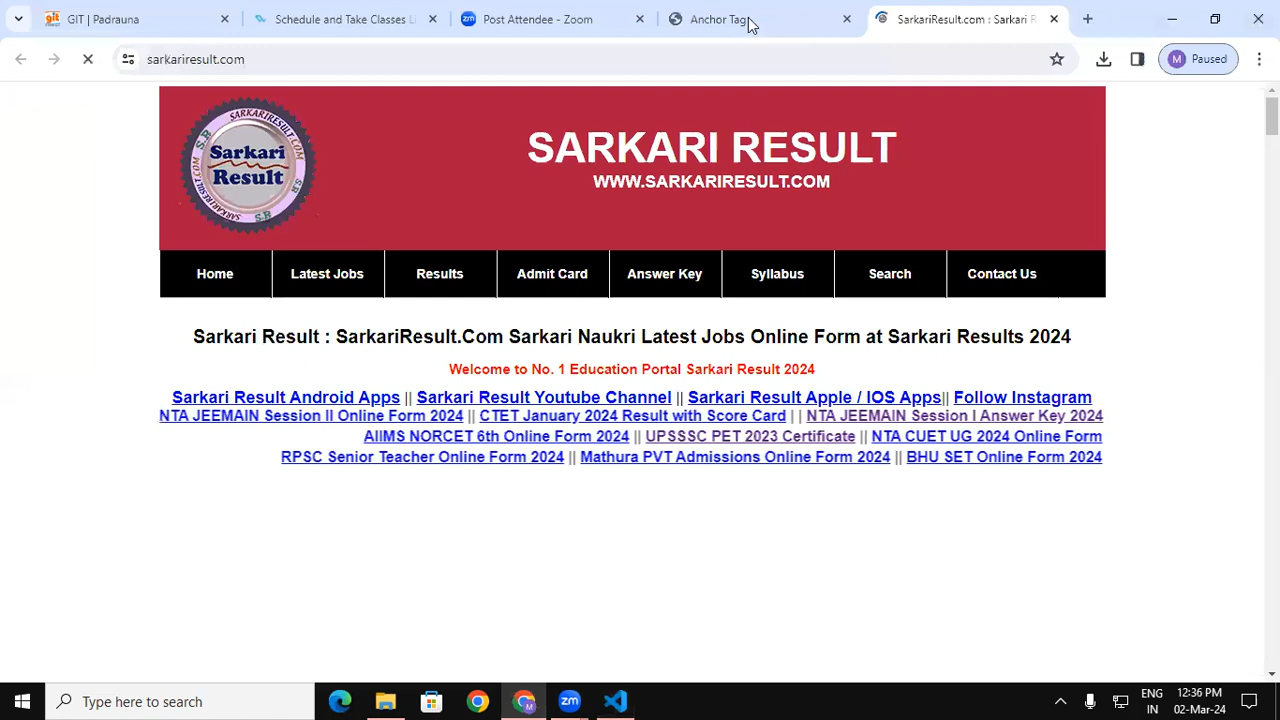 GIT | Padrauna
Schedule and Take Classes Li
Post Attendee - Zoom
Anchor Tag
SarkariResult.com : Sarkari R
sarkariresult.com
M Paused
SARKARIRESULT.COM
S.R
Sarkari
Result
SARKARIRESULT.COM
S.R
SARKARI RESULT
WWW.SARKARIRESULT.COM
Home Latest Jobs Results Admit Card Answer Key Syllabus Search Contact Us
Sarkari Result : SarkariResult.Com Sarkari Naukri Latest Jobs Online Form at Sarkari Results 2024
Welcome to No. 1 Education Portal Sarkari Result 2024
Sarkari Result Android Apps || Sarkari Result Youtube Channel || Sarkari Result Apple / IOS Apps|| Follow Instagram
NTA JEEMAIN Session II Online Form 2024 || CTET January 2024 Result with Score Card | | NTA JEEMAIN Session I Answer Key 2024
AIIMS NORCET 6th Online Form 2024 || UPSSSC PET 2023 Certificate || NTA CUET UG 2024 Online Form
RPSC Senior Teacher Online Form 2024 || Mathura PVT Admissions Online Form 2024 || BHU SET Online Form 2024
Type here to search
M
zm
ENG
IN
12:36 PM
02-Mar-24